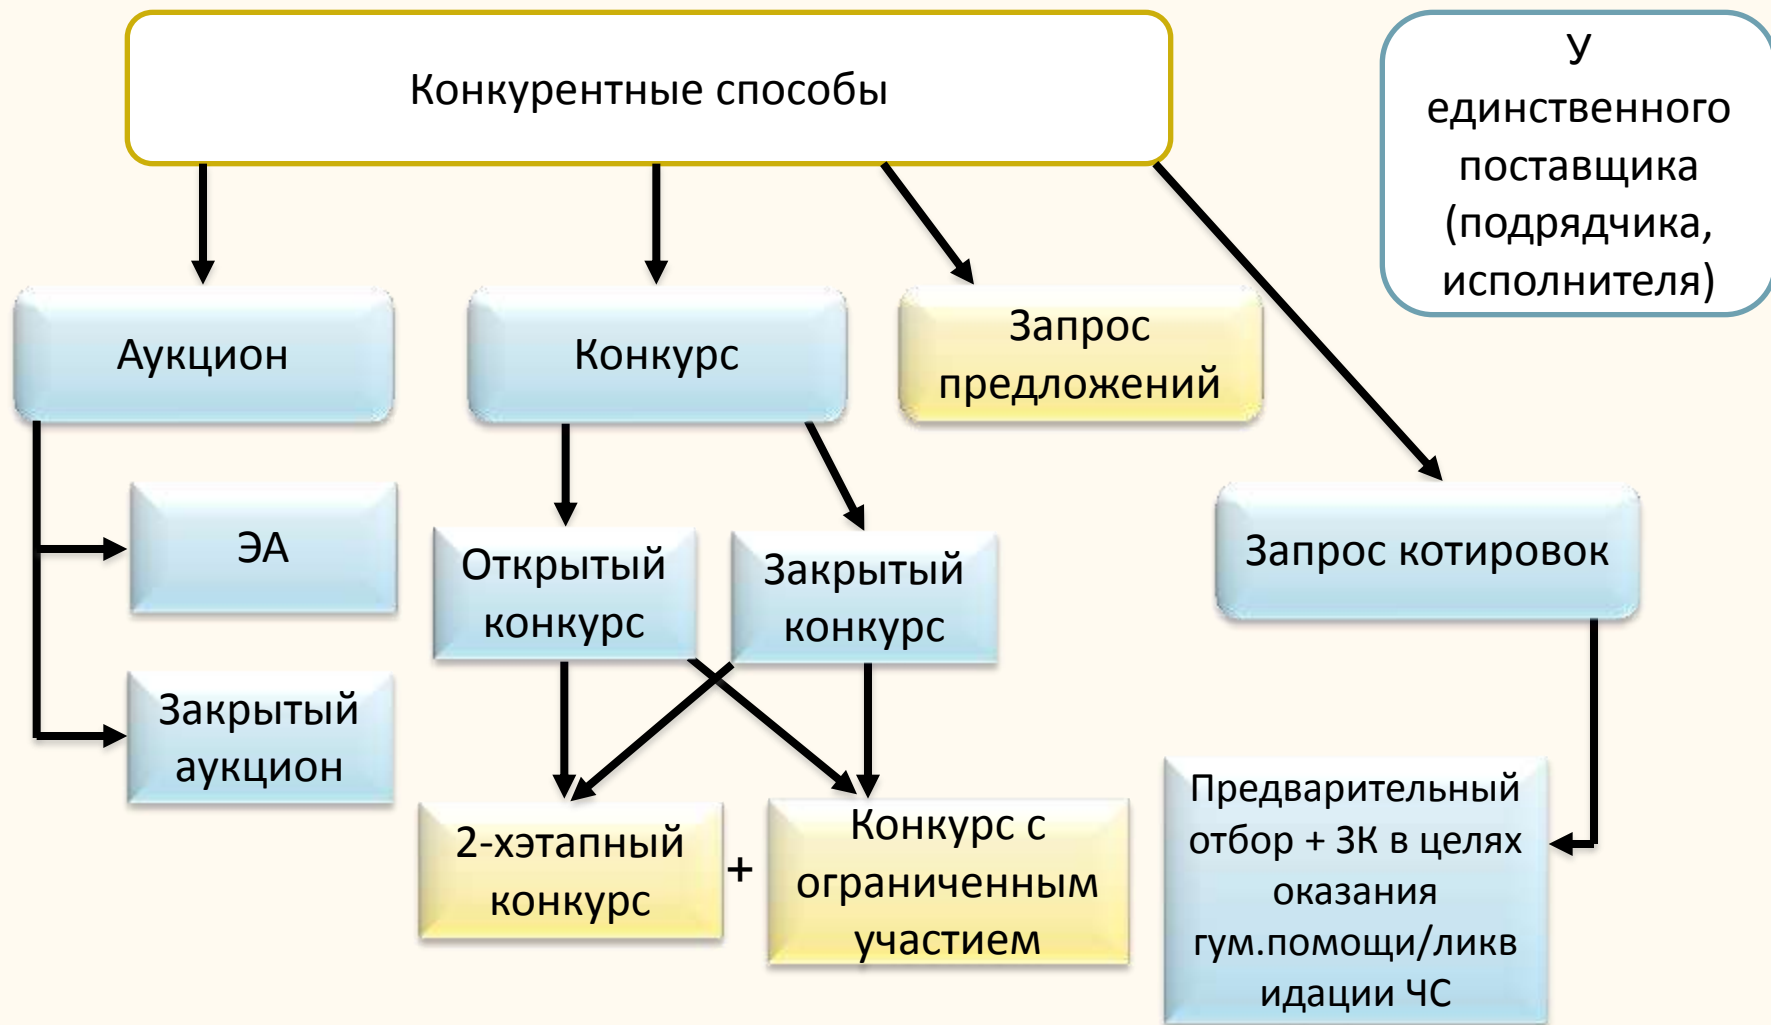 Конкурентные способы
У
единственного
поставщика
(подрядчика,
исполнителя)
Аукцион
Конкурс
Запрос
предложений
ЭА
Открытый
конкурс
Закрытый
конкурс
Запрос котировок
Закрытый
аукцион
2-хэтапный
конкурс
+
Конкурс с
ограниченным
участием
Предварительный
отбор + ЗК в целях
оказания
гум.помощи/ликв
идации ЧС